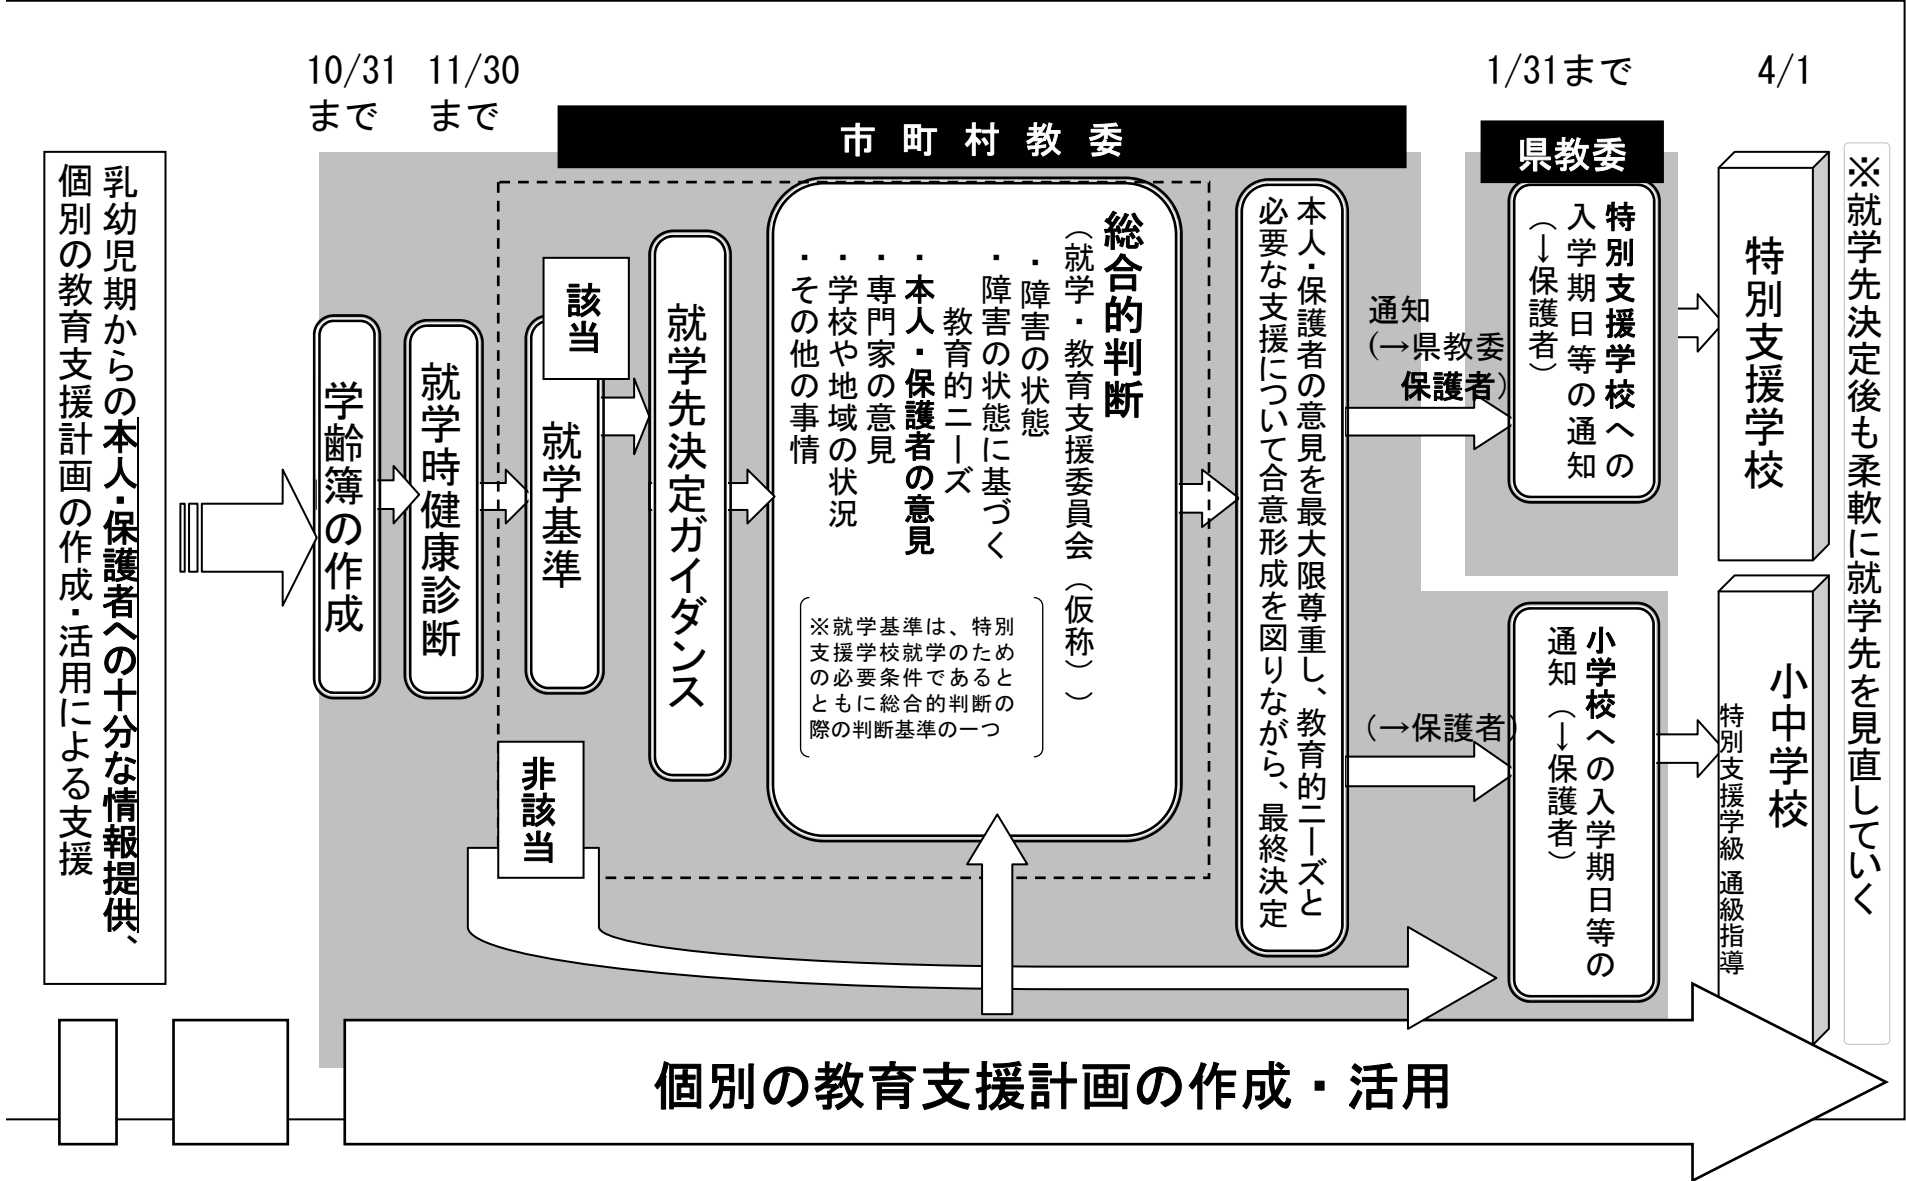 10/31
まで
11/30
まで
1/31まで
4/1
市町村教委
県教委
乳幼児期からの本人・保護者への十分な情報提供、
個別の教育支援計画の作成・活用による支援
学齢簿の作成
就学時健康診断
就学基準
該当
非該当
就学先決定ガイダンス
総合的判断
（就学・教育支援委員会（仮称））
・障害の状態
・障害の状態に基づく
教育的ニーズ
・本人・保護者の意見
・専門家の意見
・学校や地域の状況
・その他の事情
※就学基準は、特別
支援学校就学のため
の必要条件であると
ともに総合的判断の
際の判断基準の一つ
本人・保護者の意見を最大限尊重し、教育的ニーズと
必要な支援について合意形成を図りながら、最終決定
通知
(→県教委
保護者)
(→保護者)
特別支援学校への
入学期日等の通知
（→保護者）
小学校への入学期日等の
通知（→保護者）
特別支援学校
小中学校
特別支援学級 通級指導
※就学先決定後も柔軟に就学先を見直していく
個別の教育支援計画の作成・活用